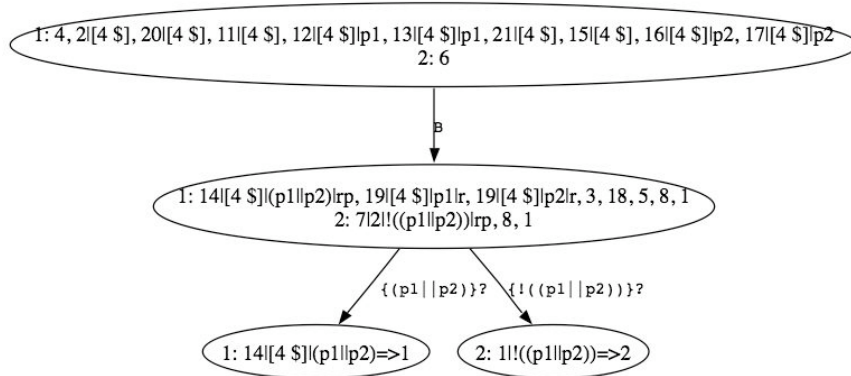 1: 4, 2|[4 $], 20|[4 $], 11|[4 $], 12|[4 $]|p1, 13|[4 $]|p1, 21|[4 $], 15|[4 $], 16|[4 $]|p2, 17|[4 $]|p2
2: 6
B
1: 14|[4 $]|(p1||p2)|rp, 19|[4 $]|p1|r, 19|[4 $]|p2|r, 3, 18, 5, 8, 1
2: 7|2|!((p1||p2))|rp, 8, 1
{(p1||p2)}? {!((p1||p2))}?
1: 14|[4 $]|(p1||p2)=>1 2: 1|!((p1||p2))=>2